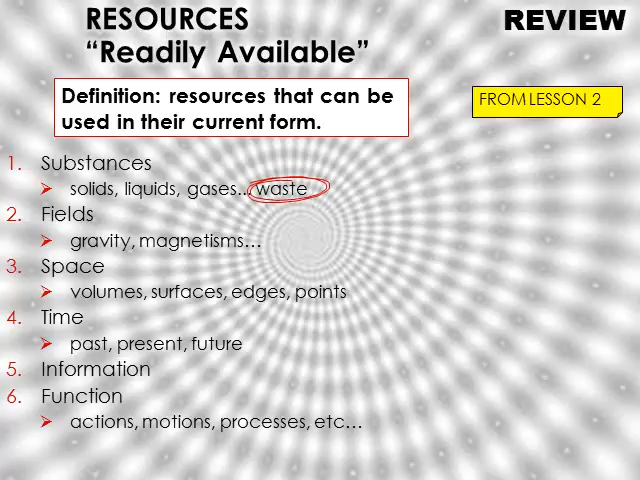 RESOURCES
REVIEW
“Readily Available”
Definition: resources that can be
used in their current form.
FROM LESSON 2
1. Substances
➢ solids, liquids, gases... waste
2. Fields
➢ gravity, magnetisms…
3. Space
➢ volumes, surfaces, edges, points
4. Time
➢ past, present, future
5. Information
6. Function
➢ actions, motions, processes, etc…